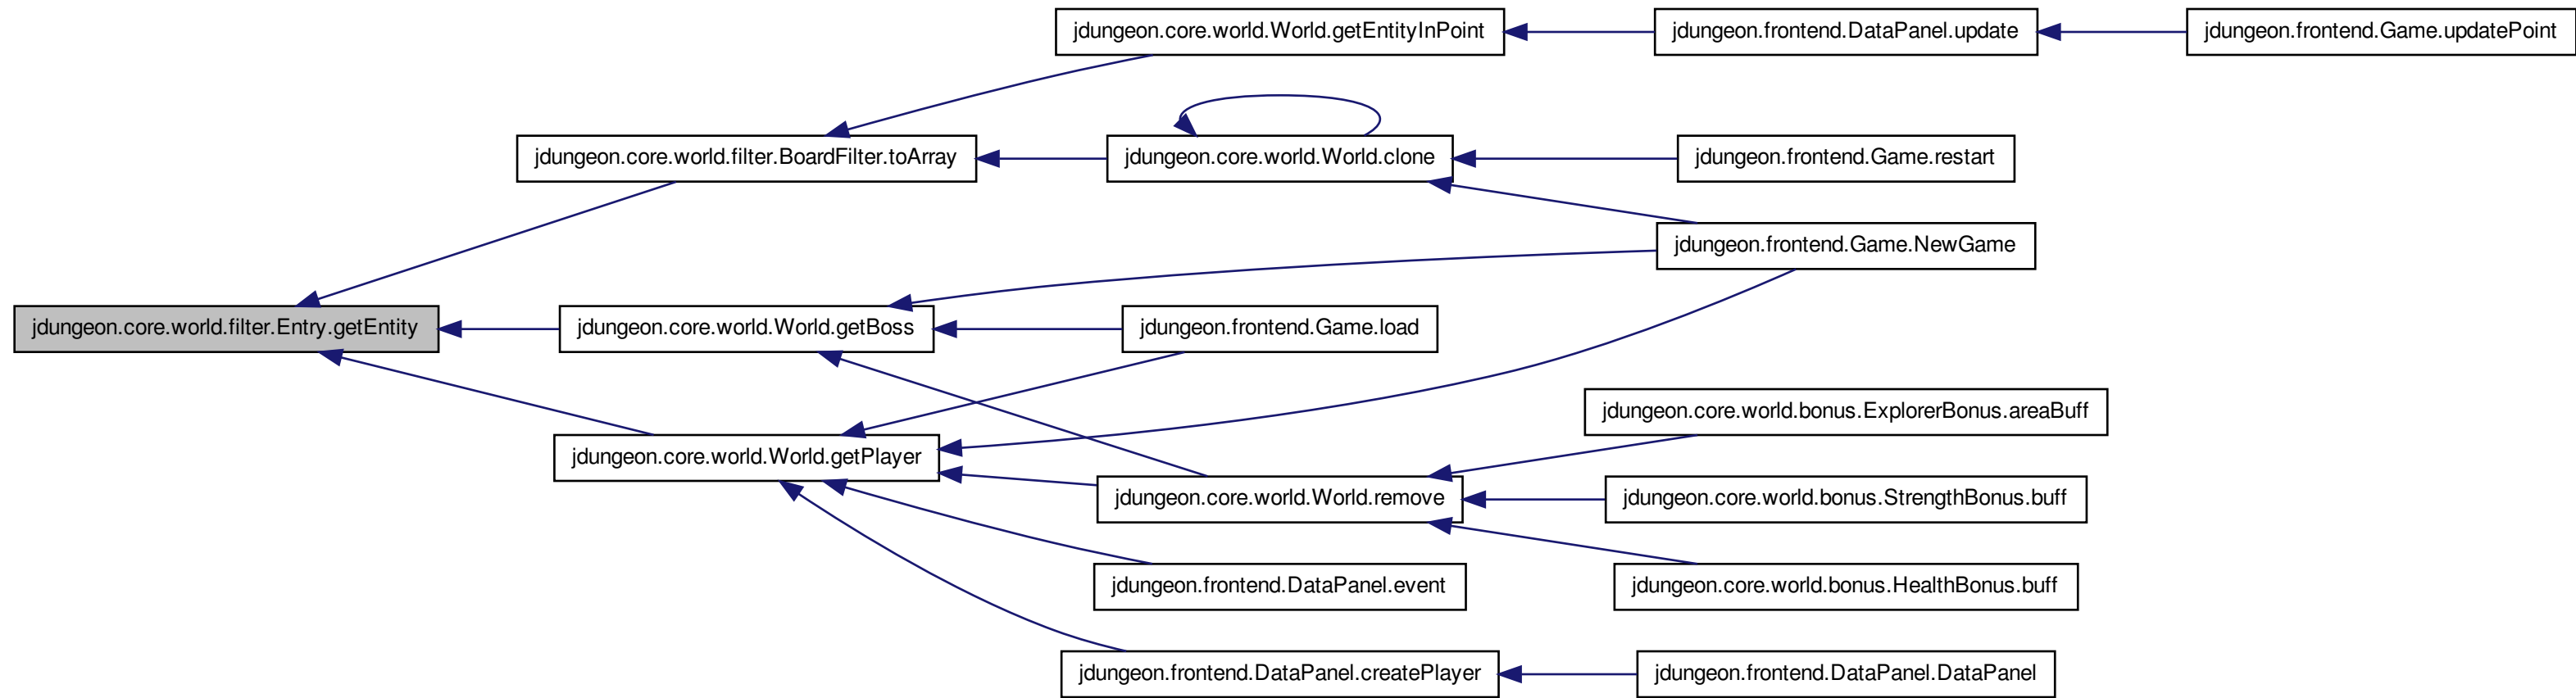 jdungeon.core.world.World.getEntityInPoint
jdungeon.frontend.DataPanel.update
jdungeon.frontend.Game.updatePoint
jdungeon.core.world.filter.BoardFilter.toArray
jdungeon.core.world.World.clone
jdungeon.frontend.Game.restart
jdungeon.frontend.Game.NewGame
jdungeon.core.world.filter.Entry.getEntity
jdungeon.core.world.World.getBoss
jdungeon.frontend.Game.load
jdungeon.core.world.bonus.ExplorerBonus.areaBuff
jdungeon.core.world.World.getPlayer
jdungeon.core.world.World.remove
jdungeon.core.world.bonus.StrengthBonus.buff
jdungeon.frontend.DataPanel.event
jdungeon.core.world.bonus.HealthBonus.buff
jdungeon.frontend.DataPanel.createPlayer
jdungeon.frontend.DataPanel.DataPanel